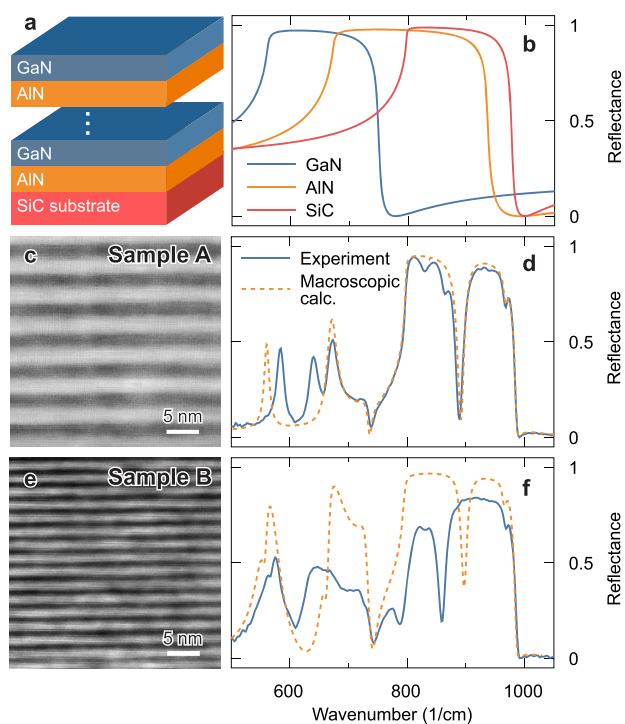 a
GaN
AlN
GaN
AlN
SiC substrate
b
GaN
AlN
SiC
1
0.5
0
Reflectance
c
Sample A
5 nm
d
Experiment
Macroscopic
calc.
1
0.5
0
Reflectance
e
Sample B
5 nm
f
1
0.5
0
Reflectance
600
800
1000
Wavenumber (1/cm)